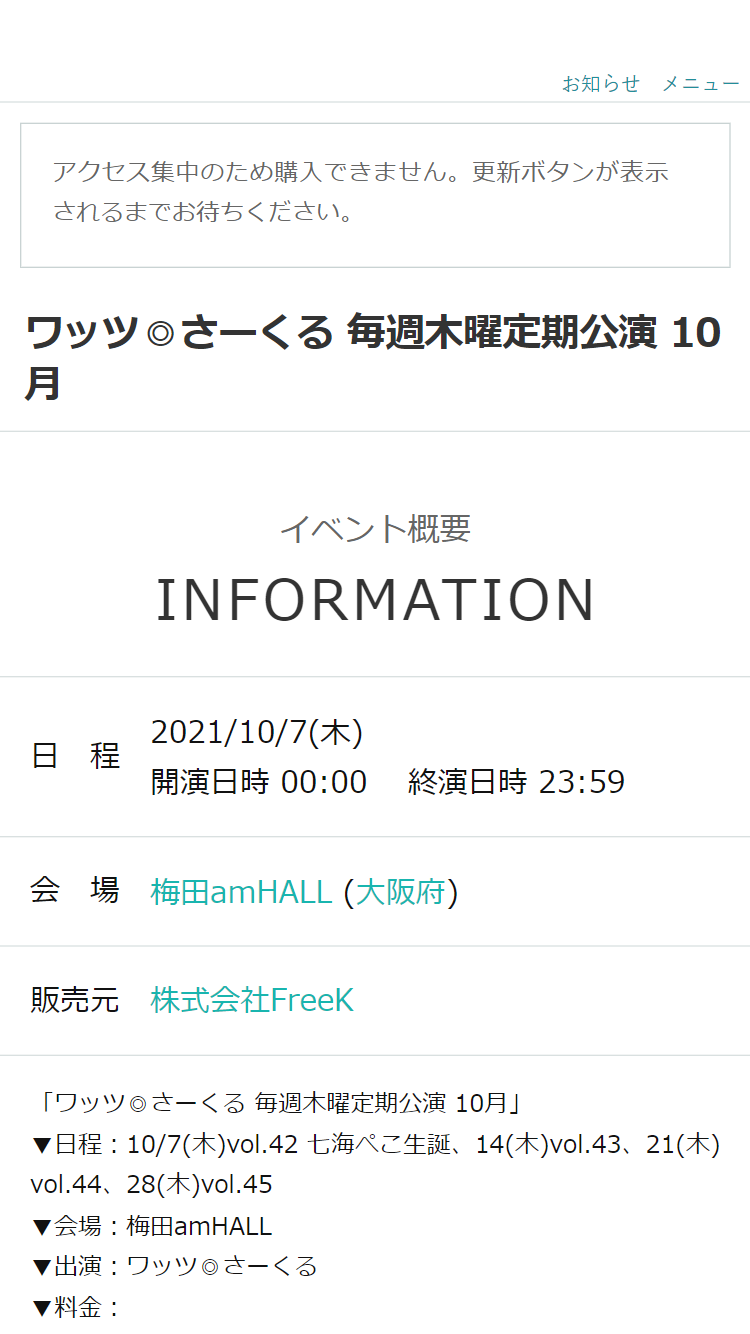 お知らせ　メニュー
アクセス集中のため購入できません。更新ボタンが表示
されるまでお待ちください。
ワッツ◎さーくる 毎週木曜定期公演 10
月
イベント概要
INFORMATION
日　程
2021/10/7(木)
開演日時 00:00　終演日時 23:59
会　場　梅田amHALL (大阪府)
販売元　株式会社FreeK
「ワッツ◎さーくる 毎週木曜定期公演 10月」
▼日程：10/7(木)vol.42 七海ぺこ生誕、14(木)vol.43、21(木)
vol.44、28(木)vol.45
▼会場：梅田amHALL
▼出演：ワッツ◎さーくる
▼料金：